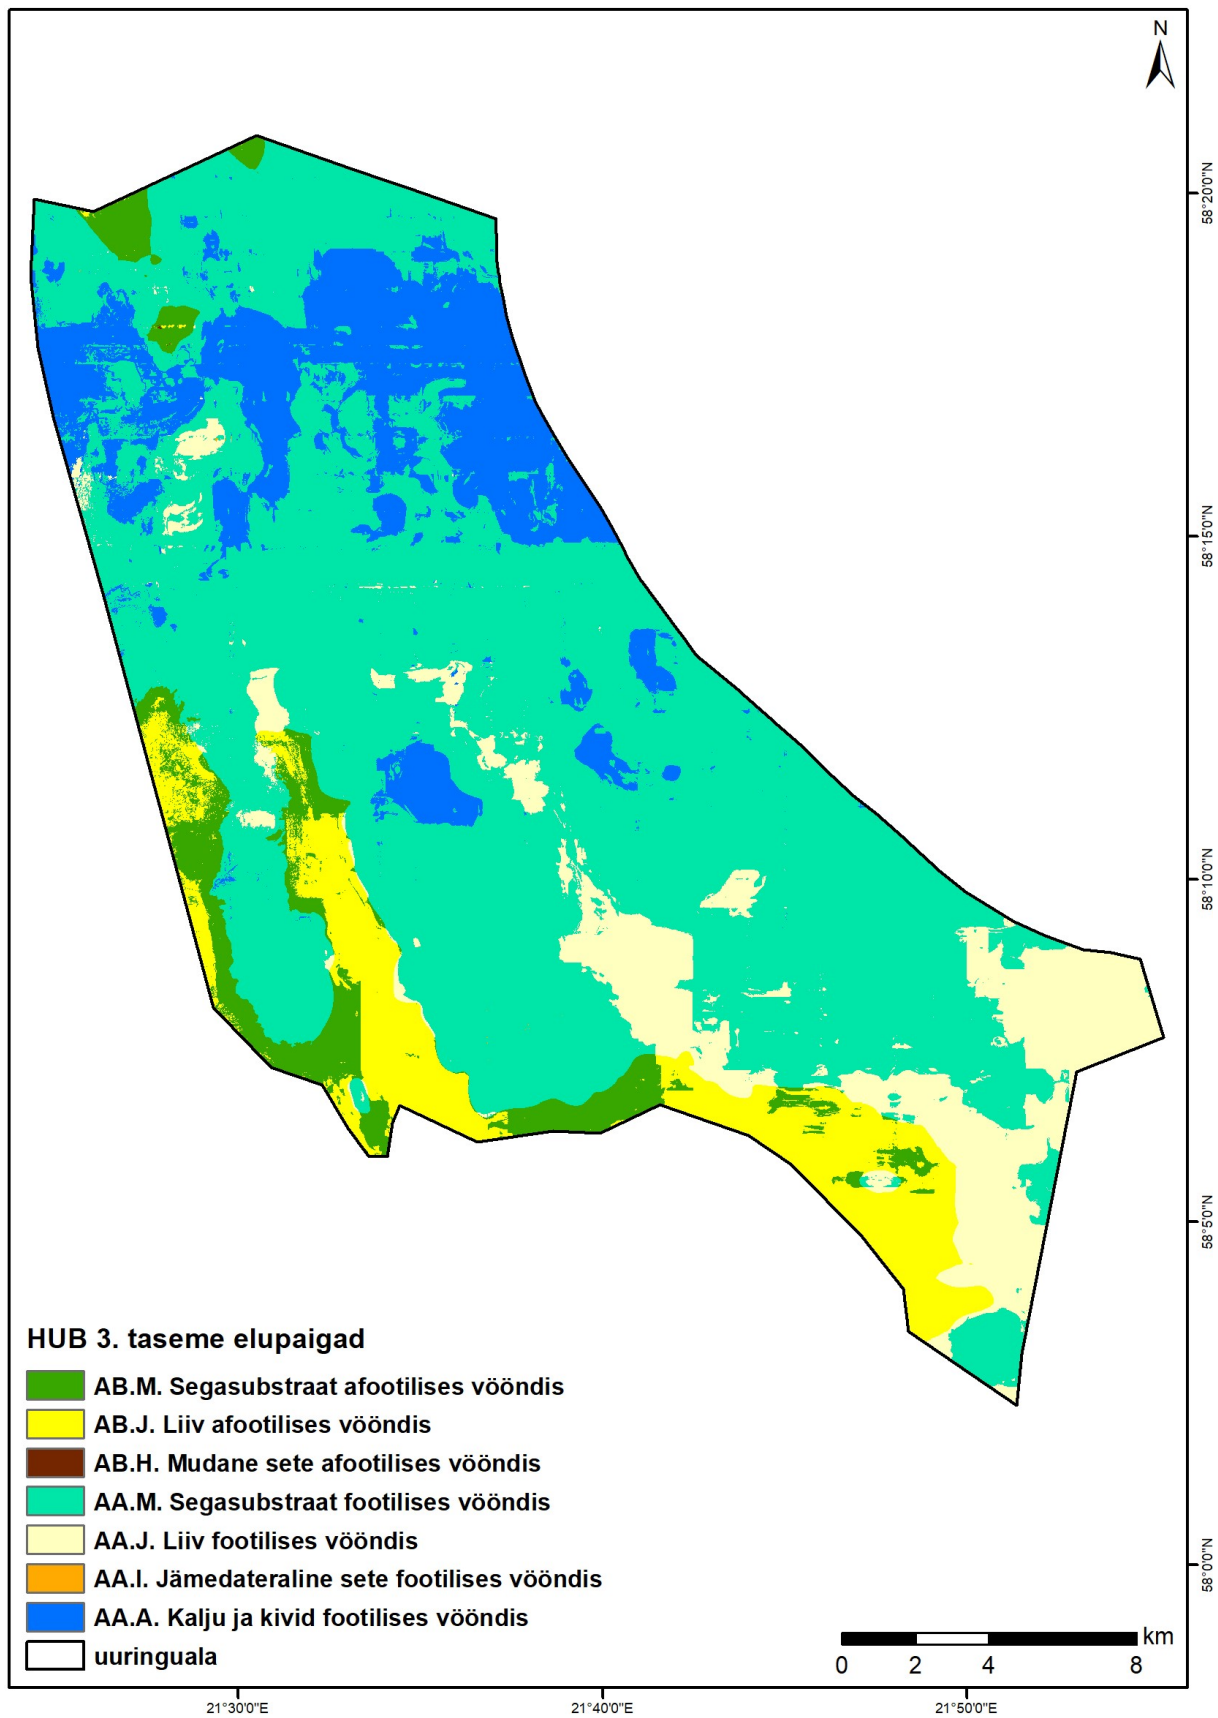 N
58°20'0"N
58°15'0"N
58°10'0"N
58°5'0"N
58°0'0"N
HUB 3. taseme elupaigad
AB.M. Segasubstraat afootilises vööndis
AB.J. Liiv afootilises vööndis
AB.H. Mudane sete afootilises vööndis
AA.M. Segasubstraat footilises vööndis
AA.J. Liiv footilises vööndis
AA.I. Jämedateraline sete footilises vööndis
AA.A. Kalju ja kivid footilises vööndis
uuringuala
km
0 2 4 8
21°30'0"E 21°40'0"E 21°50'0"E